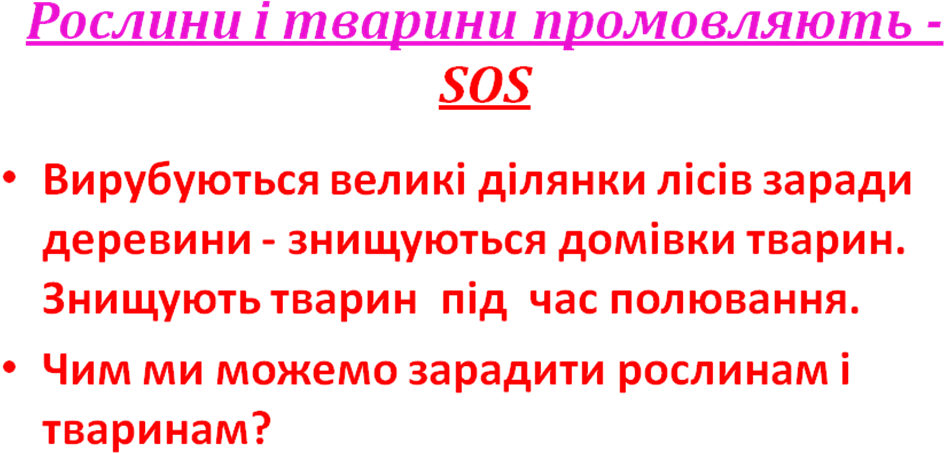 Рослини і тварини промовляють -
SOS
• Вирубуються великі ділянки лісів заради
деревини - знищуються домівки тварин.
Знищують тварин  під  час полювання.
• Чим ми можемо зарадити рослинам і
тваринам?